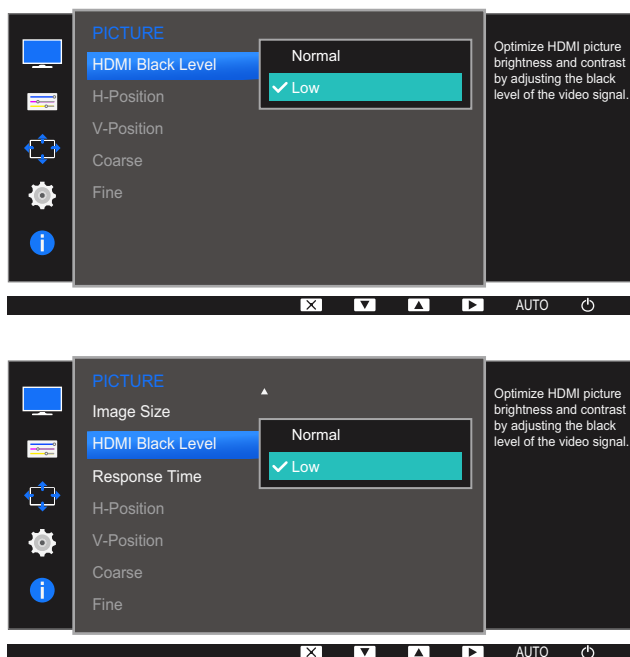 PICTURE
HDMI Black Level
Normal
Low
H-Position
V-Position
Coarse
Fine
Optimize HDMI picture
brightness and contrast
by adjusting the black
level of the video signal.
AUTO
PICTURE
Image Size
HDMI Black Level
Normal
Low
Response Time
H-Position
V-Position
Coarse
Fine
Optimize HDMI picture
brightness and contrast
by adjusting the black
level of the video signal.
AUTO